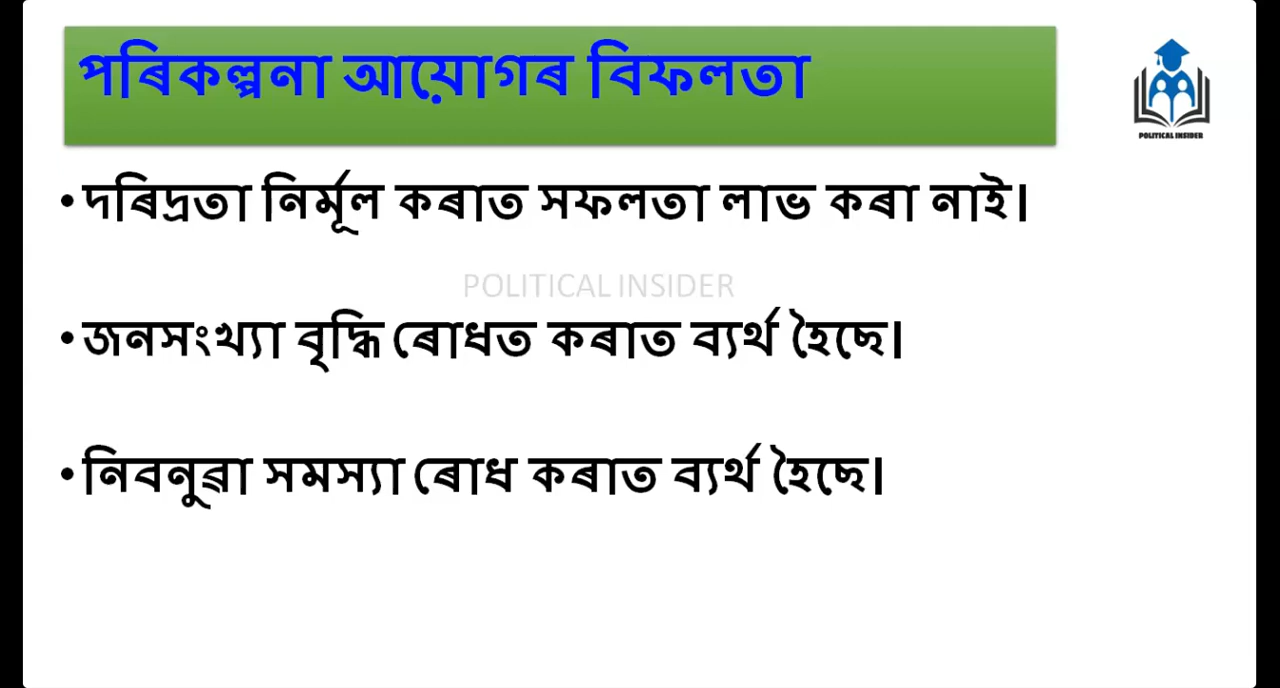 পৰিকল্পনা আয়োগৰ বিফলতা
POLITICAL INSIDER
• দৰিদ্ৰতা নিৰ্মূল কৰাত সফলতা লাভ কৰা নাই।
POLITICAL INSIDER
• জনসংখ্যা বৃদ্ধি ৰোধত কৰাত ব্যৰ্থ হৈছে।
• নিবনুৱা সমস্যা ৰোধ কৰাত ব্যৰ্থ হৈছে।